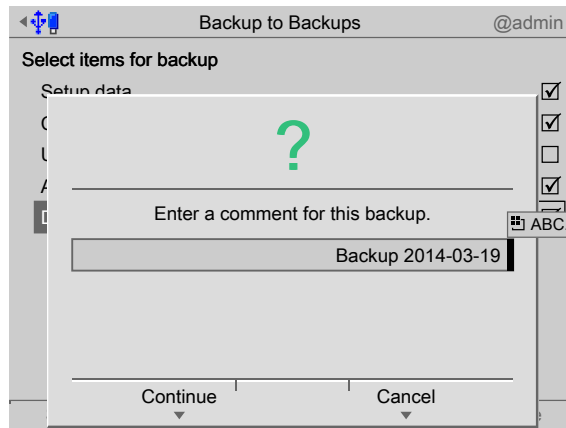 Backup to Backups @admin
Select items for backup
Setup data
?
Enter a comment for this backup.
ABC
Backup 2014-03-19
Continue Cancel